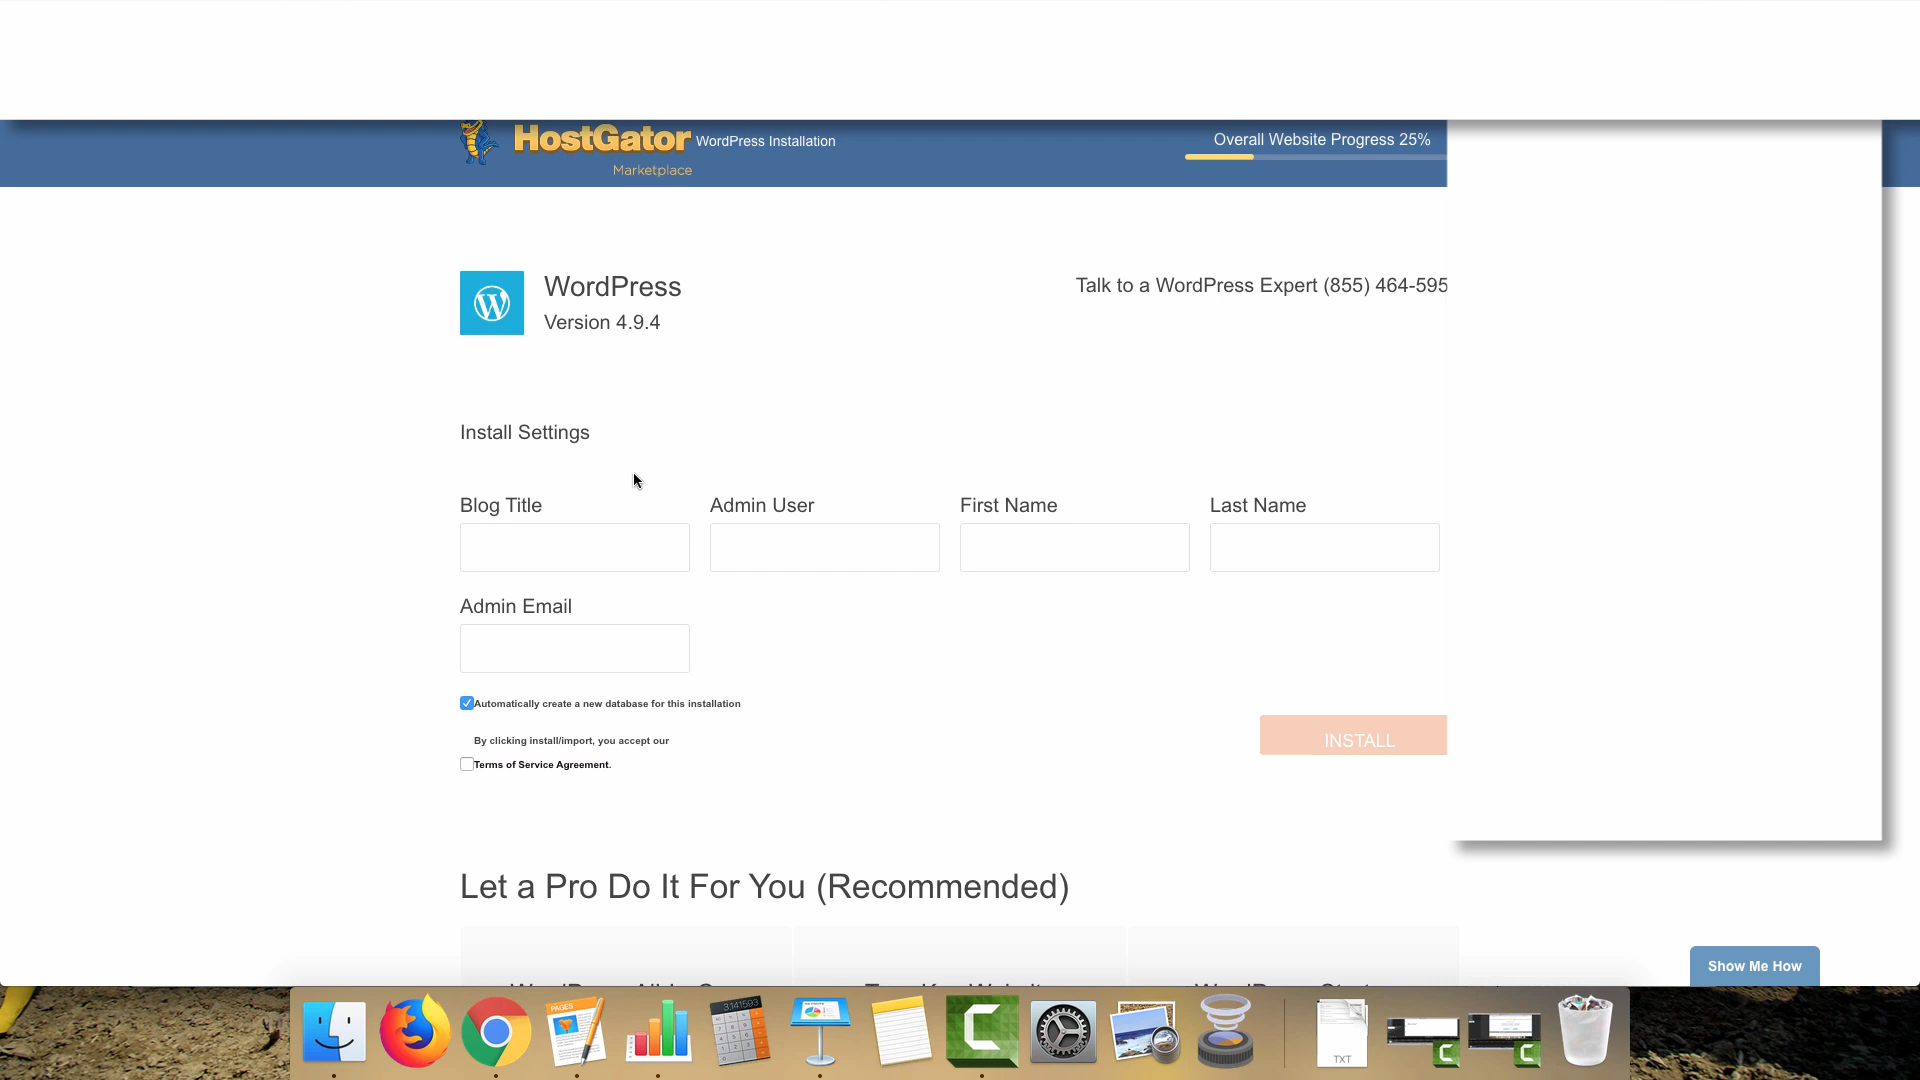 HostGator WordPress Installation
Marketplace
Overall Website Progress 25%
WordPress
Version 4.9.4
Talk to a WordPress Expert (855) 464-595
Install Settings
Blog Title
Admin User
First Name
Last Name
Admin Email
Automatically create a new database for this installation
By clicking install/import, you accept our
Terms of Service Agreement.
INSTALL
Let a Pro Do It For You (Recommended)
Show Me How
PAGES
3.141593
KEYNOTE
TXT